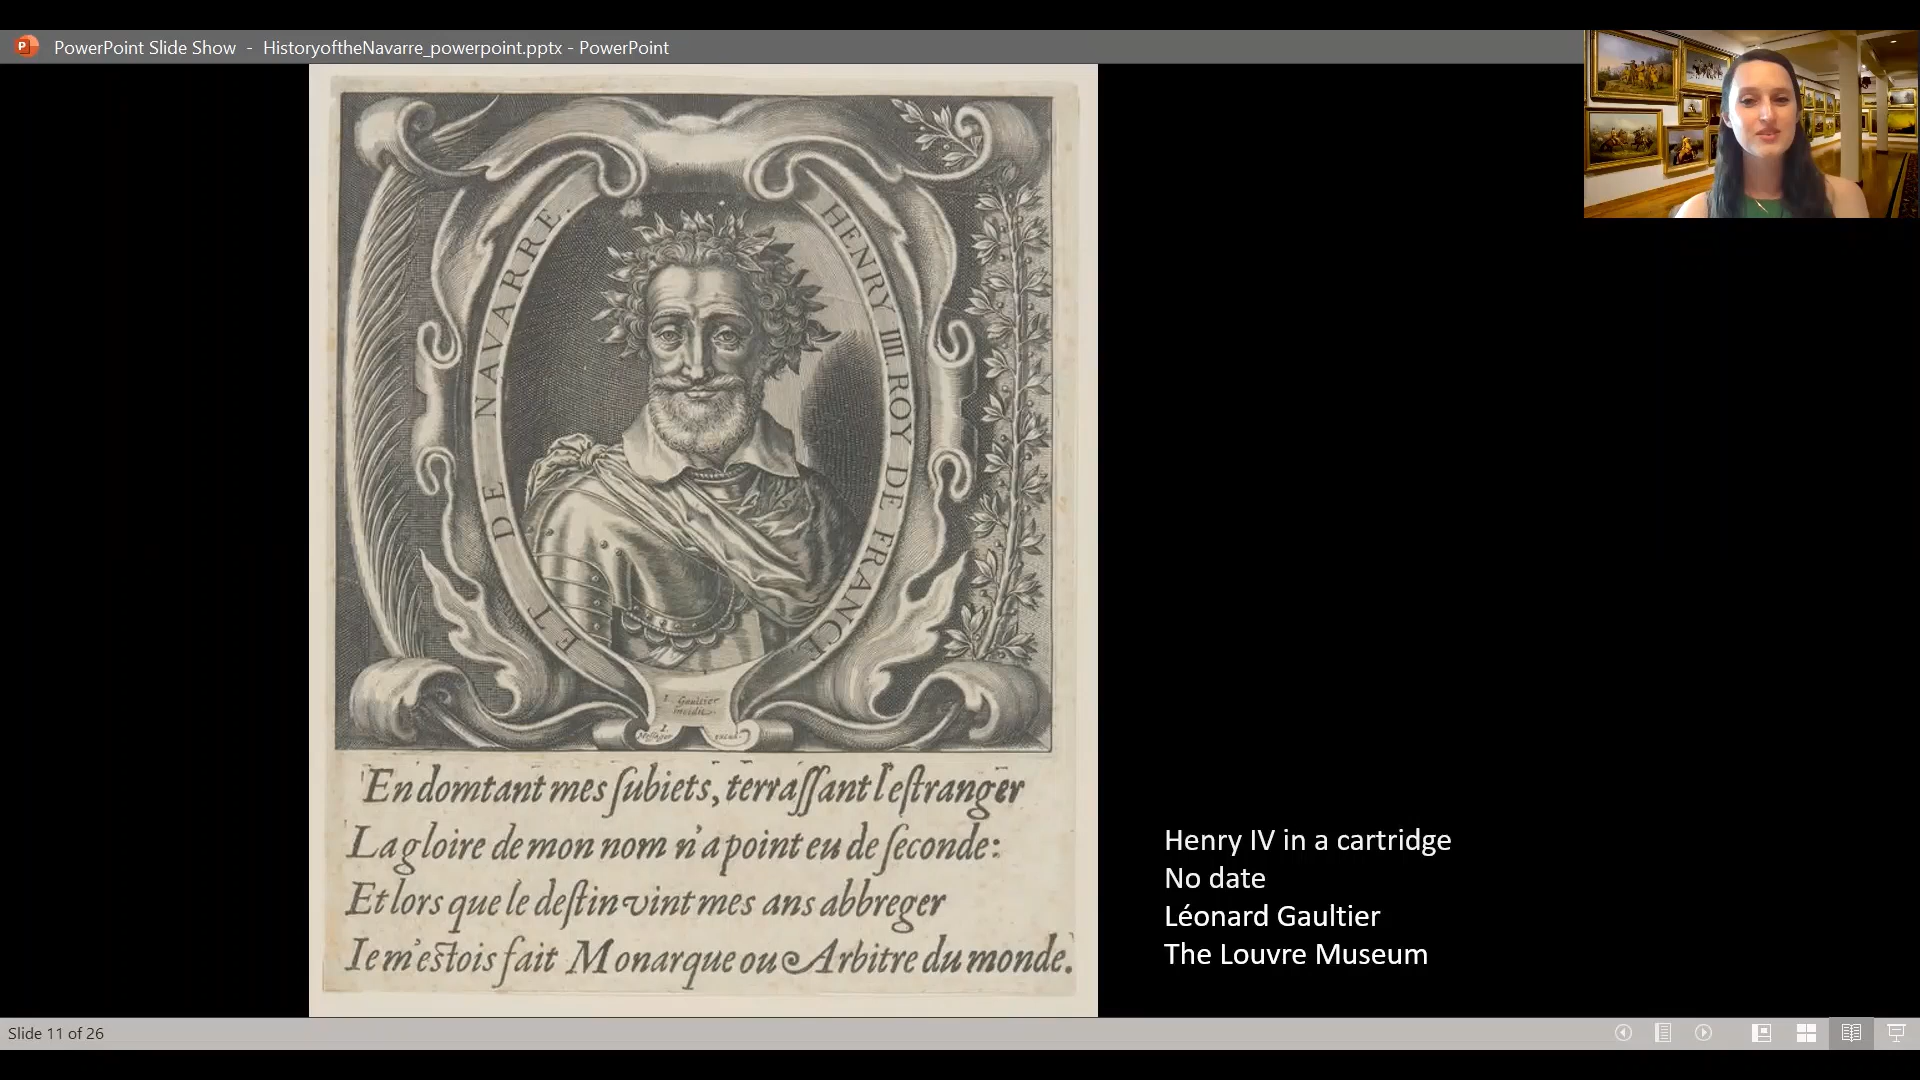 PowerPoint Slide Show - HistoryoftheNavarre_powerpoint.pptx - PowerPoint
HENRY IIII ROY DE FRANCE
ET DE NAVARRE.
I. Gaultier
incidit.
I.
excud.
En domtant mes ſubiets, terraſſant l'eſtranger
La gloire de mon nom n'a point eu de ſeconde:
Et lors que le deſtin vint mes ans abbreger
Ie m'eſtois fait Monarque ou Arbitre du monde.
Henry IV in a cartridge
No date
Léonard Gaultier
The Louvre Museum
Slide 11 of 26